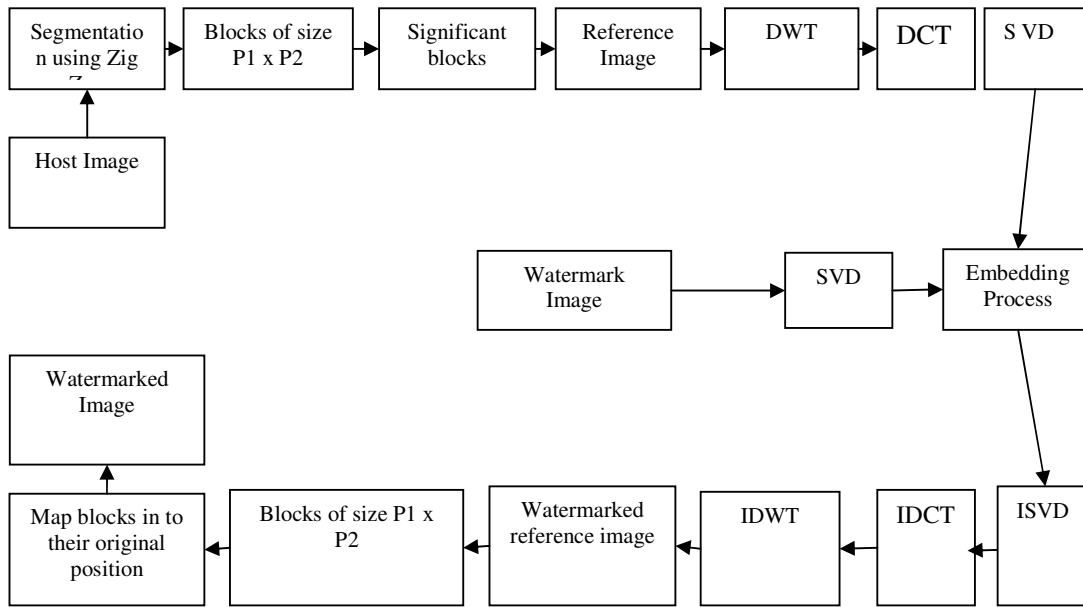 Segmentatio
n using Zig
Blocks of size
P1 x P2
Significant
blocks
Reference
Image
DWT
DCT
S VD
Host Image
Watermark
Image
SVD
Embedding
Process
Watermarked
Image
Map blocks in to
their original
position
Blocks of size P1 x
P2
Watermarked
reference image
IDWT
IDCT
ISVD